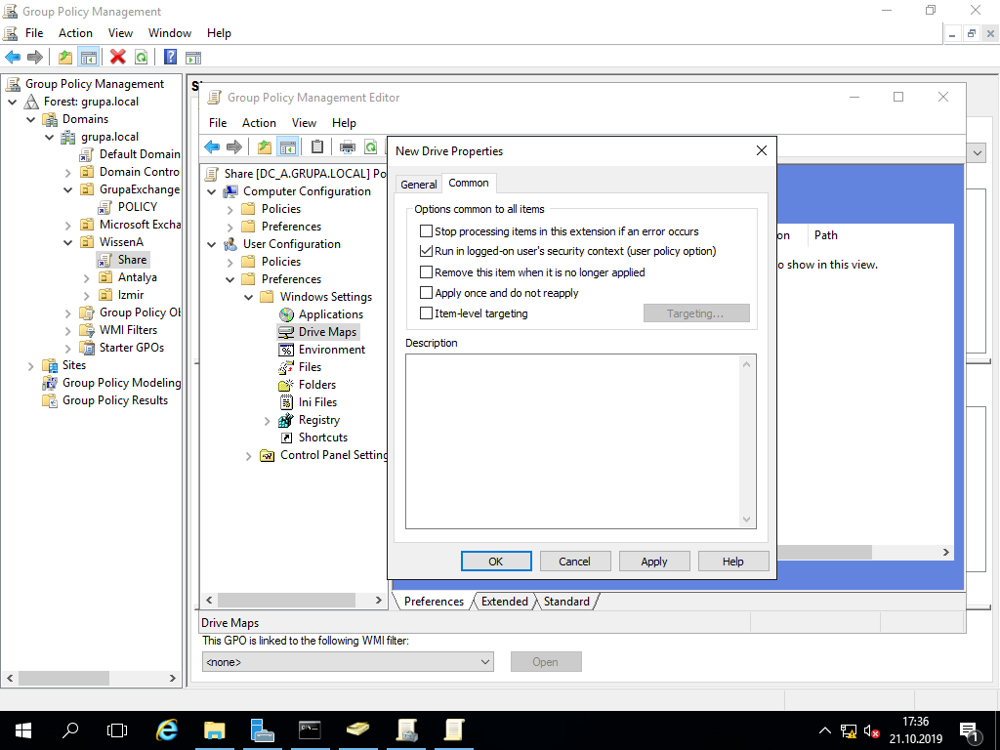 Group Policy Management
File Action View Window Help
Group Policy Management
Forest: grupa.local
Domains
grupa.local
Default Domain
Domain Contro
GrupaExchange
POLICY
Microsoft Excha
WissenA
Share
Antalya
Izmir
Group Policy Ob
WMI Filters
Starter GPOs
Sites
Group Policy Modeling
Group Policy Results
Group Policy Management Editor
File Action View Help
Share [DC_A.GRUPA.LOCAL] Po
Computer Configuration
Policies
Preferences
User Configuration
Policies
Preferences
Windows Settings
Applications
Drive Maps
Environment
Files
Folders
Ini Files
Registry
Shortcuts
Control Panel Setting
on Path
o show in this view.
New Drive Properties
General Common
Options common to all items
Stop processing items in this extension if an error occurs
Run in logged-on user's security context (user policy option)
Remove this item when it is no longer applied
Apply once and do not reapply
Item-level targeting
Targeting...
Description
OK Cancel Apply Help
Preferences Extended Standard
Drive Maps
This GPO is linked to the following WMI filter:
<none>
Open
17:36
21.10.2019
1